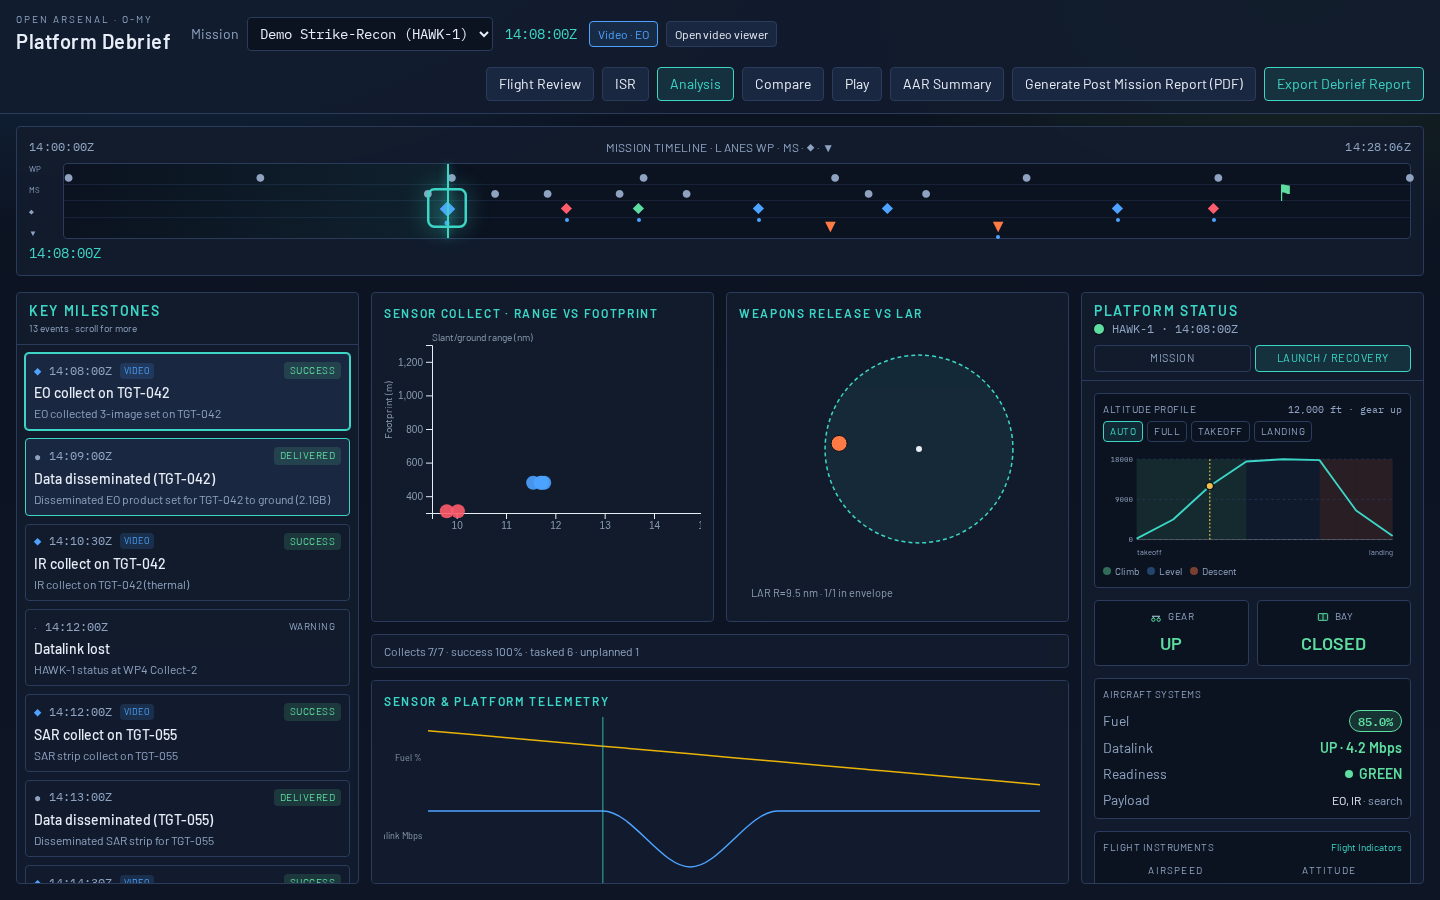 OPEN ARSENAL · O-MY
Platform Debrief
Mission
Demo Strike-Recon (HAWK-1)
14:08:00Z
Video · EO
Open video viewer
Flight Review
ISR
Analysis
Compare
Play
AAR Summary
Generate Post Mission Report (PDF)
Export Debrief Report
14:00:00Z
MISSION TIMELINE · LANES WP · MS · ◆ · ▼
14:28:06Z
WP
MS
◆
▼
14:08:00Z
KEY MILESTONES
13 events · scroll for more
◆ 14:08:00Z VIDEO SUCCESS
EO collect on TGT-042
EO collected 3-image set on TGT-042
● 14:09:00Z DELIVERED
Data disseminated (TGT-042)
Disseminated EO product set for TGT-042 to ground (2.1GB)
◆ 14:10:30Z VIDEO SUCCESS
IR collect on TGT-042
IR collect on TGT-042 (thermal)
· 14:12:00Z WARNING
Datalink lost
HAWK-1 status at WP4 Collect-2
◆ 14:12:00Z VIDEO SUCCESS
SAR collect on TGT-055
SAR strip collect on TGT-055
● 14:13:00Z DELIVERED
Data disseminated (TGT-055)
Disseminated SAR strip for TGT-055
◆ 14:14:30Z VIDEO SUCCESS
SENSOR COLLECT · RANGE VS FOOTPRINT
Slant/ground range (nm)
Footprint (m)
1,200
1,000
800
600
400
10 11 12 13 14
WEAPONS RELEASE VS LAR
LAR R=9.5 nm · 1/1 in envelope
Collects 7/7 · success 100% · tasked 6 · unplanned 1
SENSOR & PLATFORM TELEMETRY
Fuel %
link Mbps
PLATFORM STATUS
HAWK-1 · 14:08:00Z
MISSION
LAUNCH / RECOVERY
ALTITUDE PROFILE
12,000 ft · gear up
AUTO
FULL
TAKEOFF
LANDING
18000
9000
0
takeoff
landing
Climb
Level
Descent
GEAR
UP
BAY
CLOSED
AIRCRAFT SYSTEMS
Fuel 85.0%
Datalink UP · 4.2 Mbps
Readiness GREEN
Payload EO, IR · search
FLIGHT INSTRUMENTS
Flight Indicators
AIRSPEED
ATTITUDE